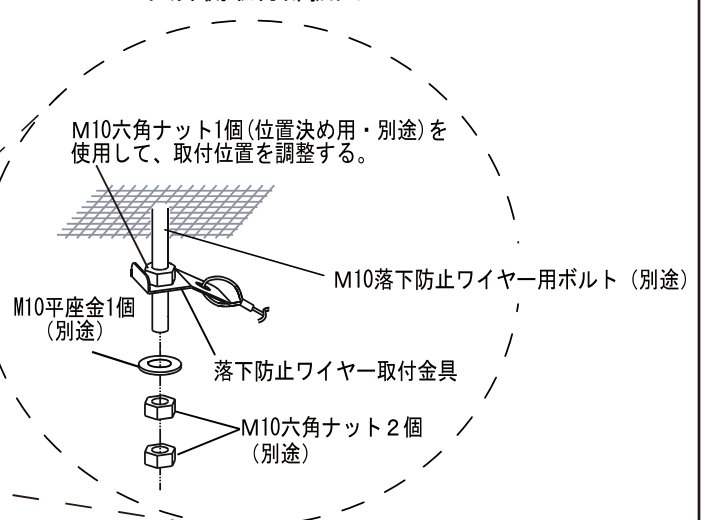 M10六角ナット1個(位置決め用・別途)を
使用して、取付位置を調整する。
M10落下防止ワイヤー用ボルト（別途）
M10平座金1個
（別途）
落下防止ワイヤー取付金具
M10六角ナット２個
（別途）